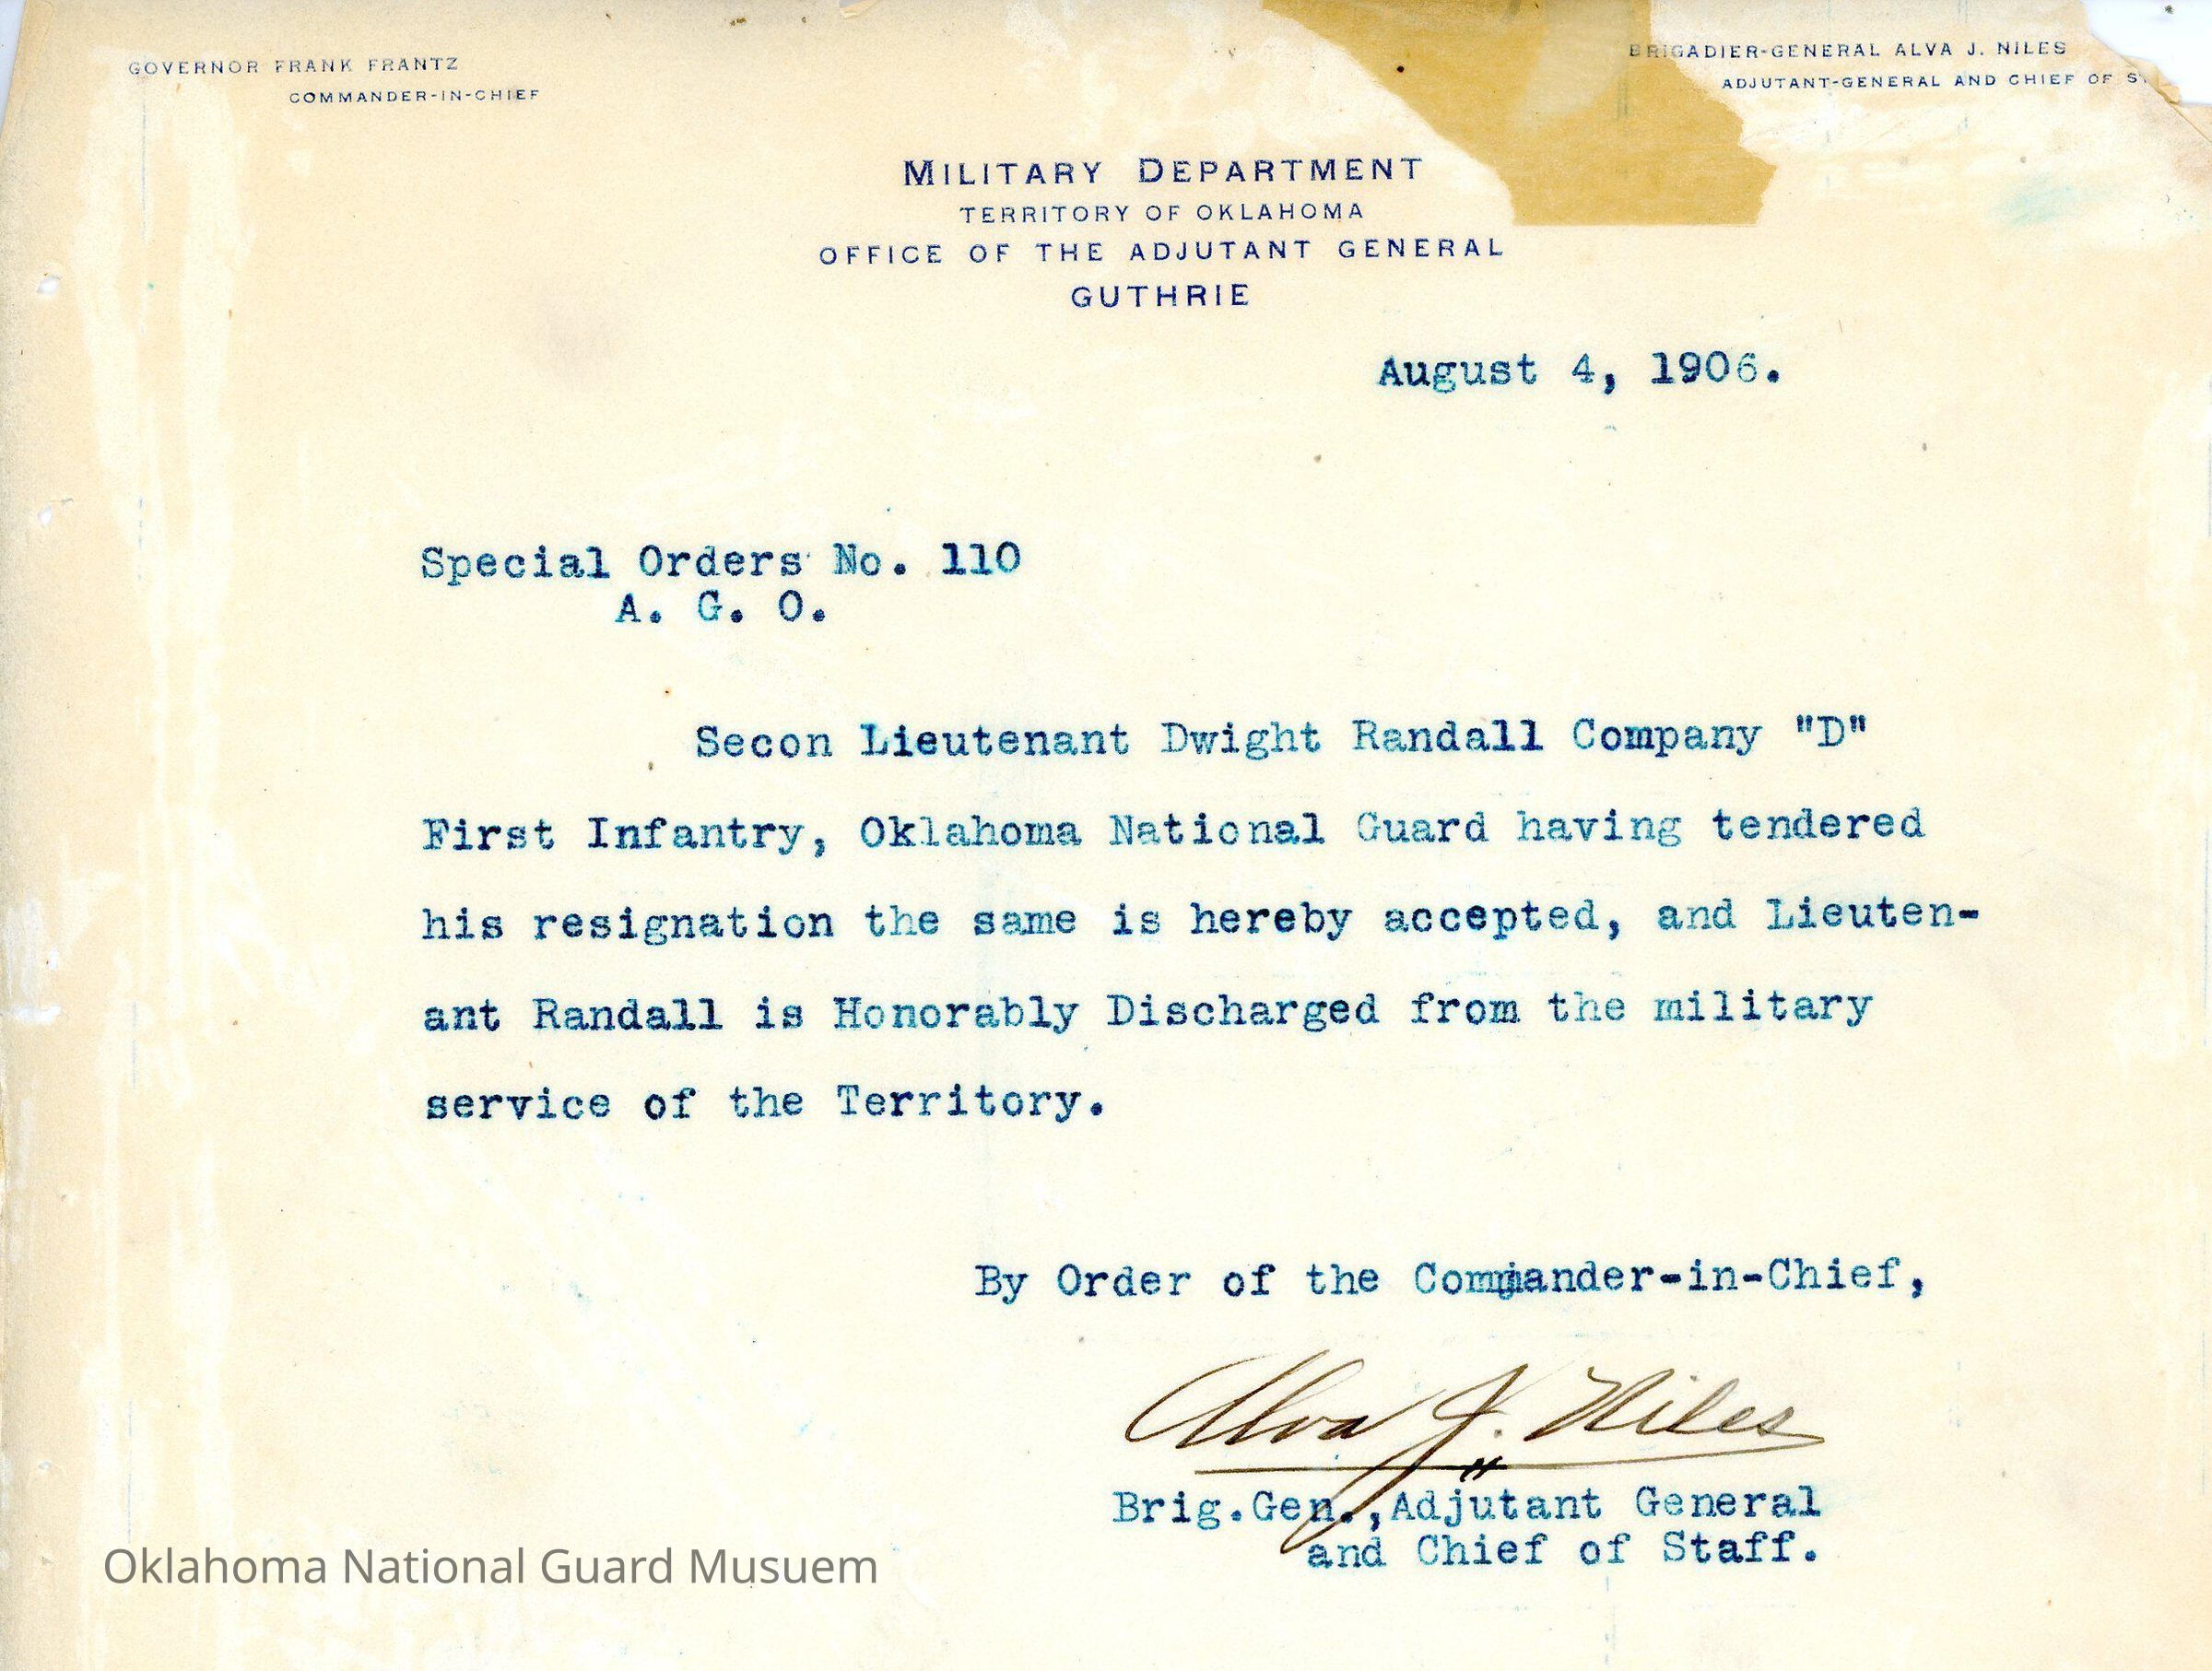 GOVERNOR FRANK FRANTZ
COMMANDER-IN-CHIEF
BRIGADIER-GENERAL ALVA J. NILES
ADJUTANT-GENERAL AND CHIEF OF
MILITARY DEPARTMENT
TERRITORY OF OKLAHOMA
OFFICE OF THE ADJUTANT GENERAL
GUTHRIE
August 4, 1906.
Special Orders No. 110
A. G. O.
Secon Lieutenant Dwight Randall Company "D"
First Infantry, Oklahoma National Guard having tendered
his resignation the same is hereby accepted, and Lieuten-
ant Randall is Honorably Discharged from the military
service of the Territory.
By Order of the Commander-in-Chief,
Alva J. Niles
"
Brig.Gen.,Adjutant General
and Chief of Staff.
Oklahoma National Guard Musuem